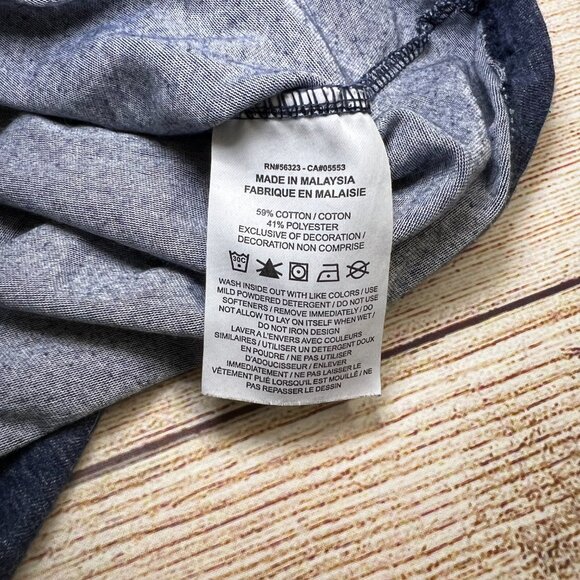 RN#56323 - CA#05553
MADE IN MALAYSIA
FABRIQUE EN MALAISIE
59% COTTON / COTON
41% POLYESTER
EXCLUSIVE OF DECORATION /
DECORATION NON COMPRISE
30C
WASH INSIDE OUT WITH LIKE COLORS / USE
MILD POWDERED DETERGENT / DO NOT USE
SOFTENERS / REMOVE IMMEDIATELY / DO
NOT ALLOW TO LAY ON ITSELF WHEN WET /
DO NOT IRON DESIGN
LAVER A L'ENVERS AVEC COULEURS
SIMILAIRES / UTILISER UN DETERGENT DOUX
EN POUDRE / NE PAS UTILISER
D'ADOUCISSEUR / ENLEVER
IMMEDIATEMENT / NE PAS LAISSER LE
VÊTEMENT PLIÉ LORSQU'IL EST MOUILLÉ / NE
PAS REPASSER LE DESSIN